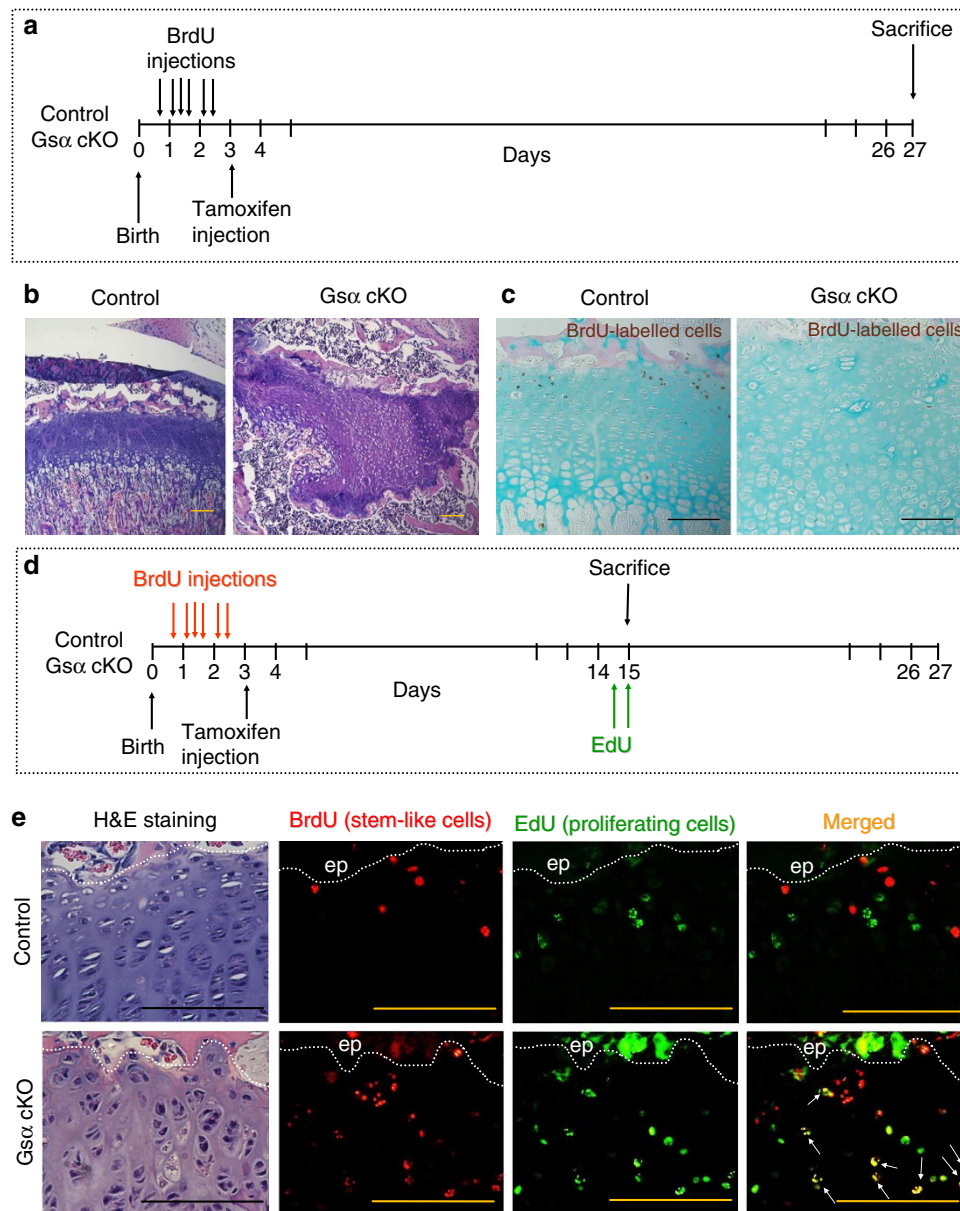 a
BrdU
injections
Sacrifice
Control
Gsα cKO
0 1 2 3 4 26 27
Days
Birth
Tamoxifen
injection
b
Control Gsα cKO
c
Control Gsα cKO
BrdU-labelled cells BrdU-labelled cells
d
BrdU injections
Sacrifice
Control
Gsα cKO
0 1 2 3 4 14 15 26 27
Days
Birth
Tamoxifen
injection
EdU
e
H&E staining BrdU (stem-like cells) EdU (proliferating cells) Merged
Control
ep ep ep
Gsα cKO
ep ep ep